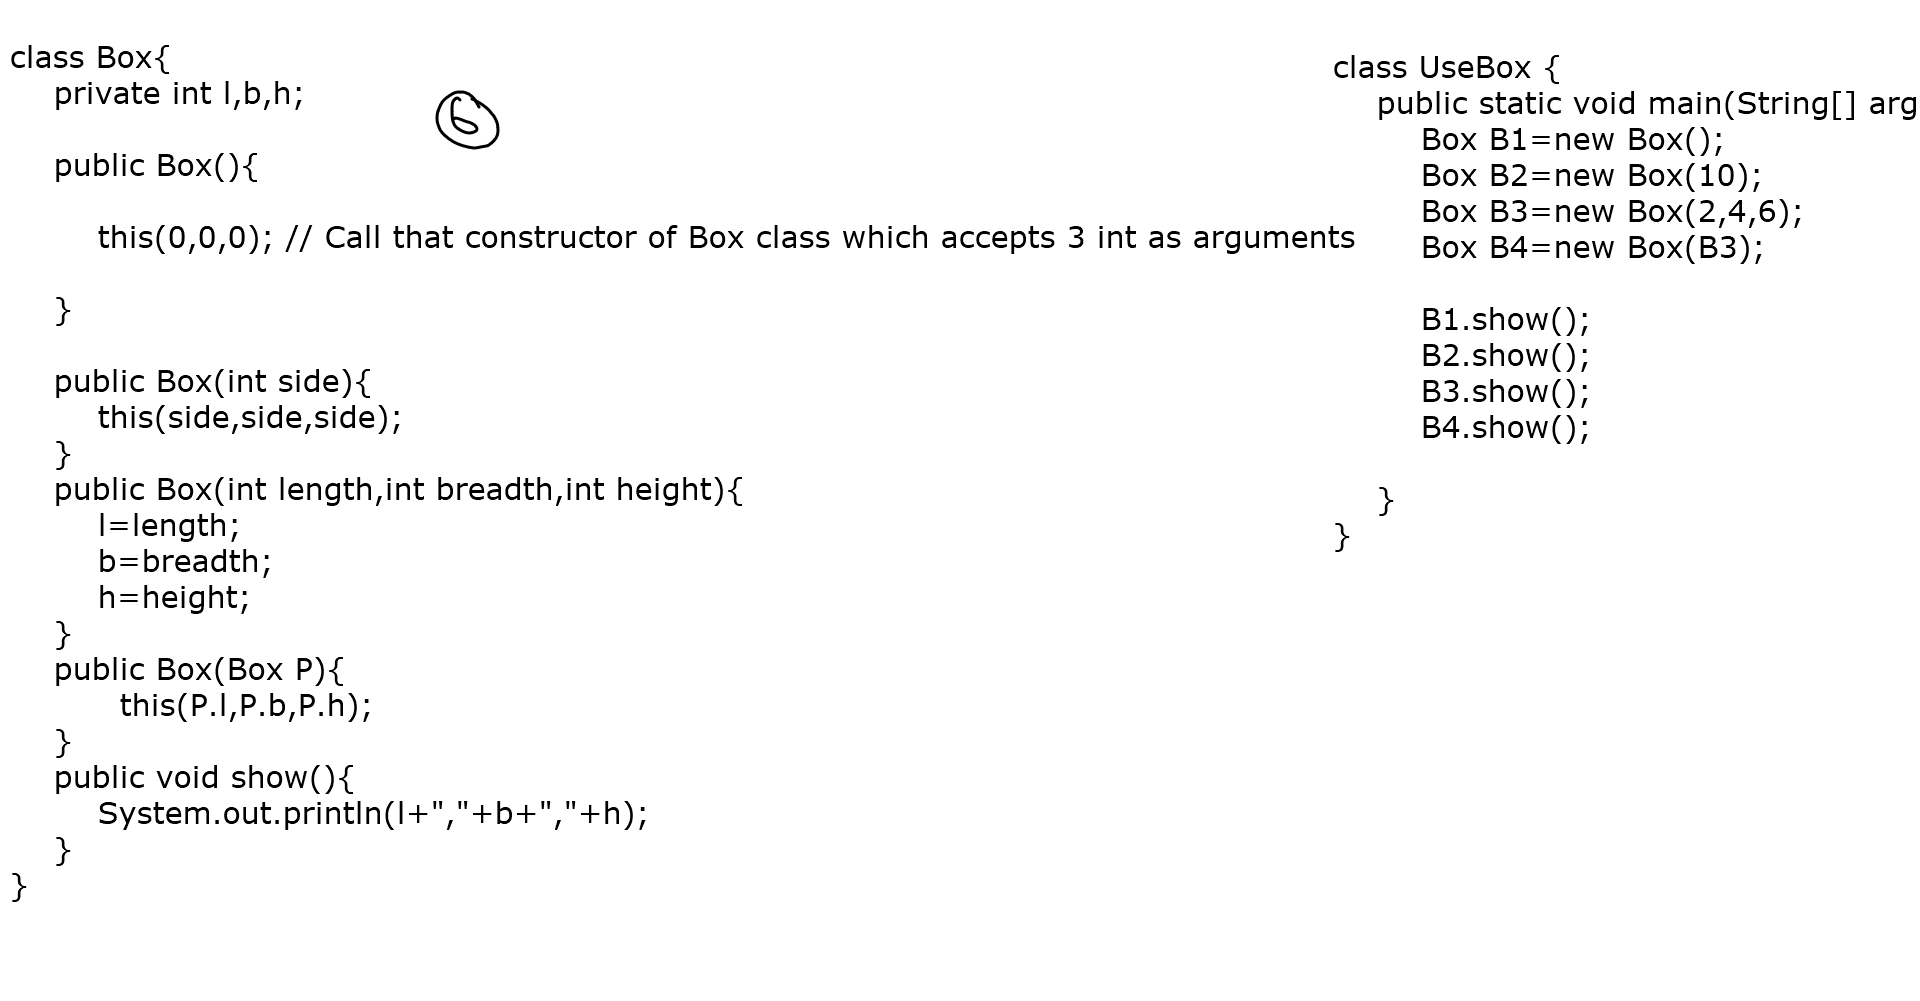 class Box{
private int l,b,h;
6
public Box(){
this(0,0,0); // Call that constructor of Box class which accepts 3 int as arguments
}
public Box(int side){
this(side,side,side);
}
public Box(int length,int breadth,int height){
l=length;
b=breadth;
h=height;
}
public Box(Box P){
this(P.l,P.b,P.h);
}
public void show(){
System.out.println(l+","+b+","+h);
}
}
class UseBox {
public static void main(String[] arg
Box B1=new Box();
Box B2=new Box(10);
Box B3=new Box(2,4,6);
Box B4=new Box(B3);
B1.show();
B2.show();
B3.show();
B4.show();
}
}